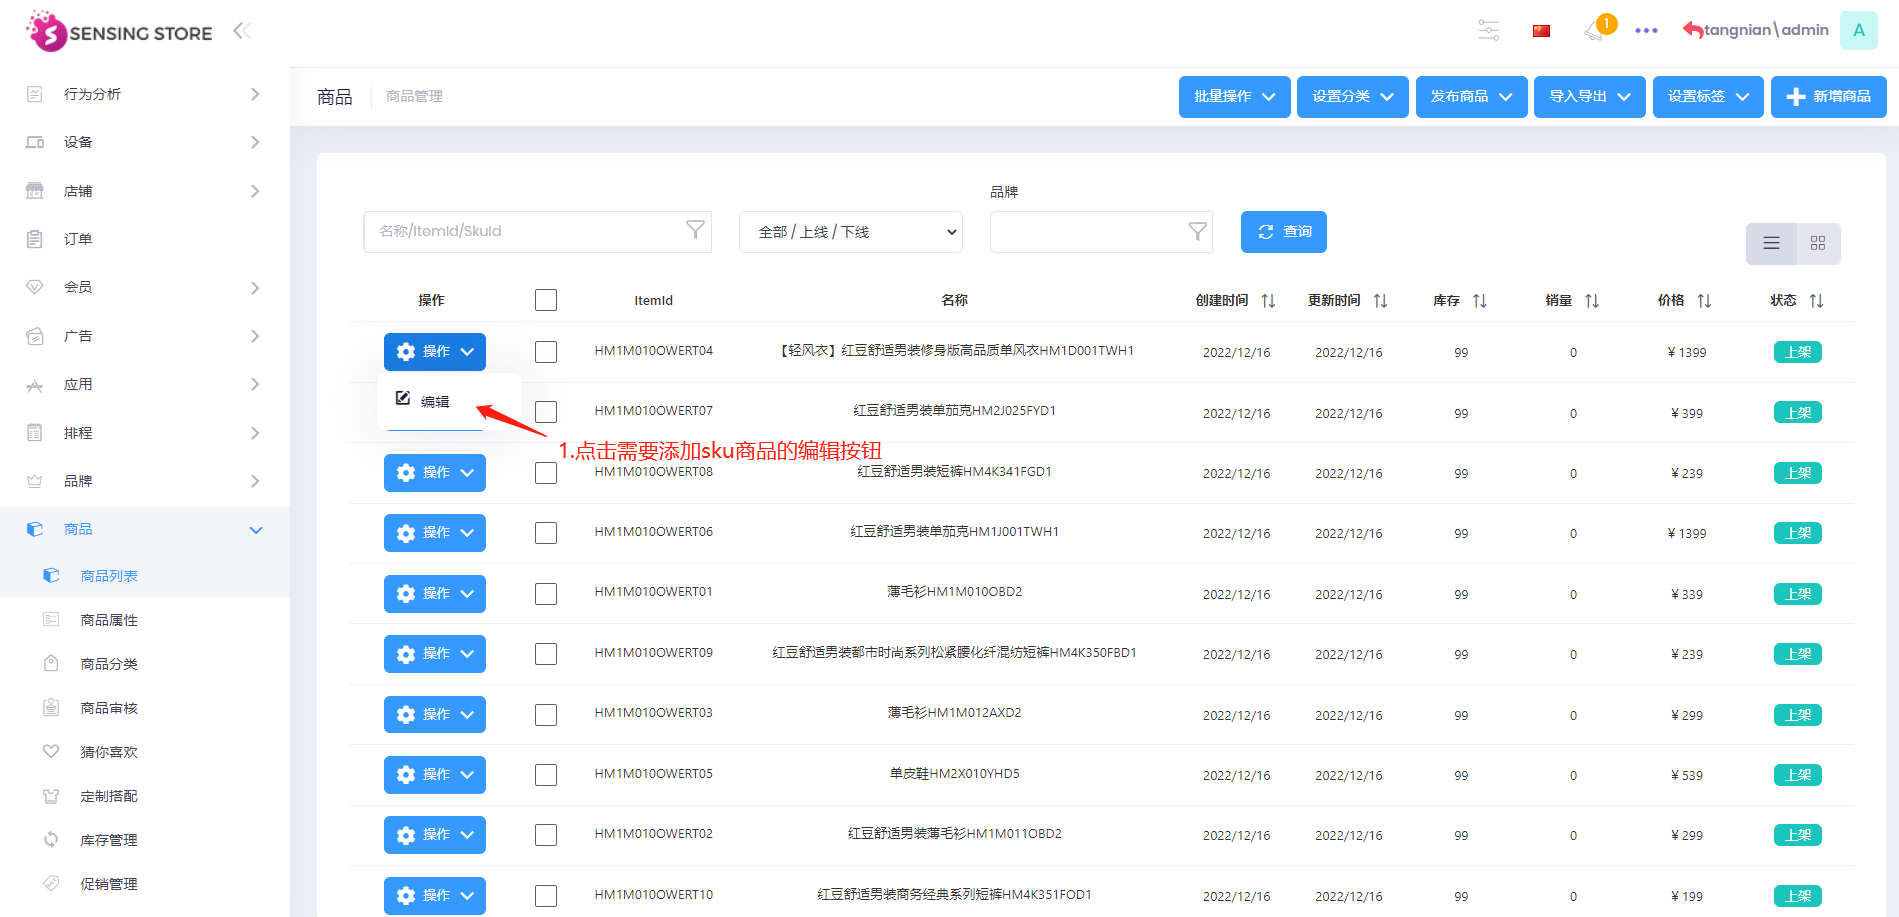 SENSING STORE
1
tangnian\admin
A
行为分析
设备
店铺
订单
会员
广告
应用
排程
品牌
商品
商品列表
商品属性
商品分类
商品审核
猜你喜欢
定制搭配
库存管理
促销管理
商品
商品管理
批量操作
设置分类
发布商品
导入导出
设置标签
新增商品
品牌
名称/ItemId/SkuId
全部 / 上线 / 下线
查询
操作 ItemId 名称 创建时间 更新时间 库存 销量 价格 状态
操作 HM1M010OWERT04 【轻风衣】红豆舒适男装修身版高品质单风衣HM1D001TWH1 2022/12/16 2022/12/16 99 0 ¥ 1399 上架
编辑
HM1M010OWERT07 红豆舒适男装单茄克HM2J025FYD1 2022/12/16 2022/12/16 99 0 ¥ 399 上架
1.点击需要添加sku商品的编辑按钮
操作 HM1M010OWERT08 红豆舒适男装短裤HM4K341FGD1 2022/12/16 2022/12/16 99 0 ¥ 239 上架
操作 HM1M010OWERT06 红豆舒适男装单茄克HM1J001TWH1 2022/12/16 2022/12/16 99 0 ¥ 1399 上架
操作 HM1M010OWERT01 薄毛衫HM1M010OBD2 2022/12/16 2022/12/16 99 0 ¥ 339 上架
操作 HM1M010OWERT09 红豆舒适男装都市时尚系列松紧腰化纤混纺短裤HM4K350FBD1 2022/12/16 2022/12/16 99 0 ¥ 239 上架
操作 HM1M010OWERT03 薄毛衫HM1M012AXD2 2022/12/16 2022/12/16 99 0 ¥ 299 上架
操作 HM1M010OWERT05 单皮鞋HM2X010YHD5 2022/12/16 2022/12/16 99 0 ¥ 539 上架
操作 HM1M010OWERT02 红豆舒适男装薄毛衫HM1M011OBD2 2022/12/16 2022/12/16 99 0 ¥ 299 上架
操作 HM1M010OWERT10 红豆舒适男装商务经典系列短裤HM4K351FOD1 2022/12/16 2022/12/16 99 0 ¥ 199 上架